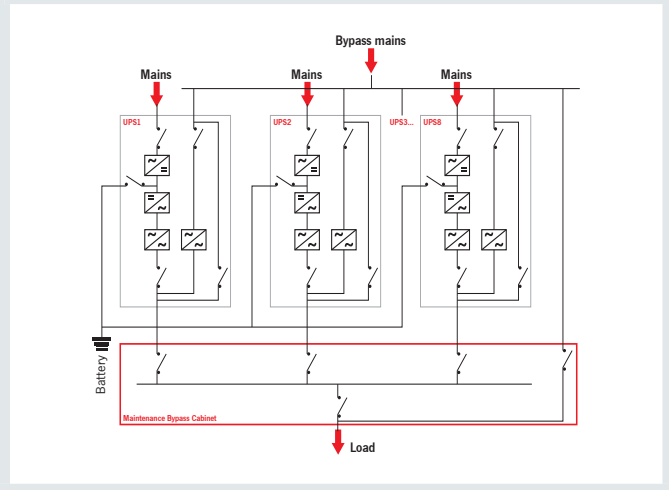 Bypass mains
Mains
Mains
Mains
UPS1
UPS2
UPS3...
UPS8
Battery
Maintenance Bypass Cabinet
Load